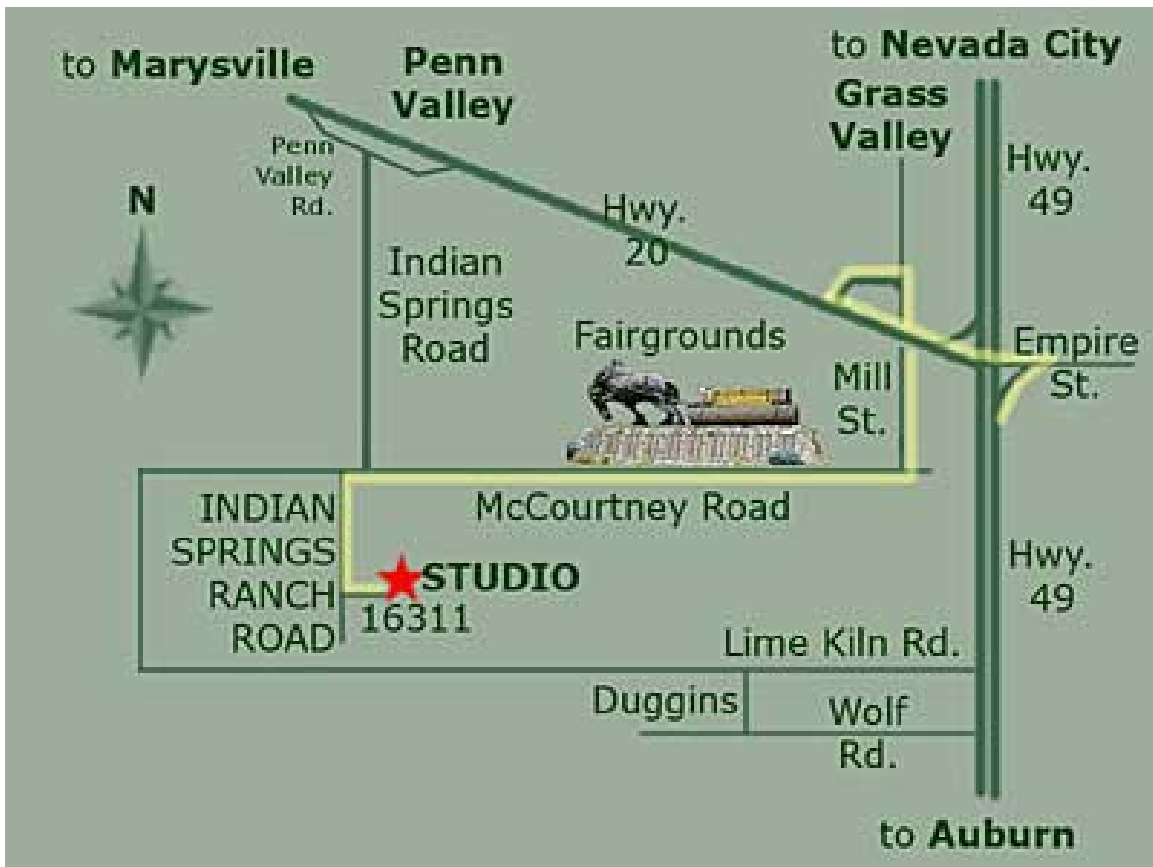 to Marysville
Penn
Valley
to Nevada City
Grass
Valley
Penn
Valley
Rd.
Hwy.
49
N
Hwy.
20
Indian
Springs
Road
Fairgrounds
Mill
St.
Empire
St.
INDIAN
SPRINGS
RANCH
ROAD
McCourtney Road
STUDIO
16311
Hwy.
49
Lime Kiln Rd.
Duggins
Wolf
Rd.
to Auburn